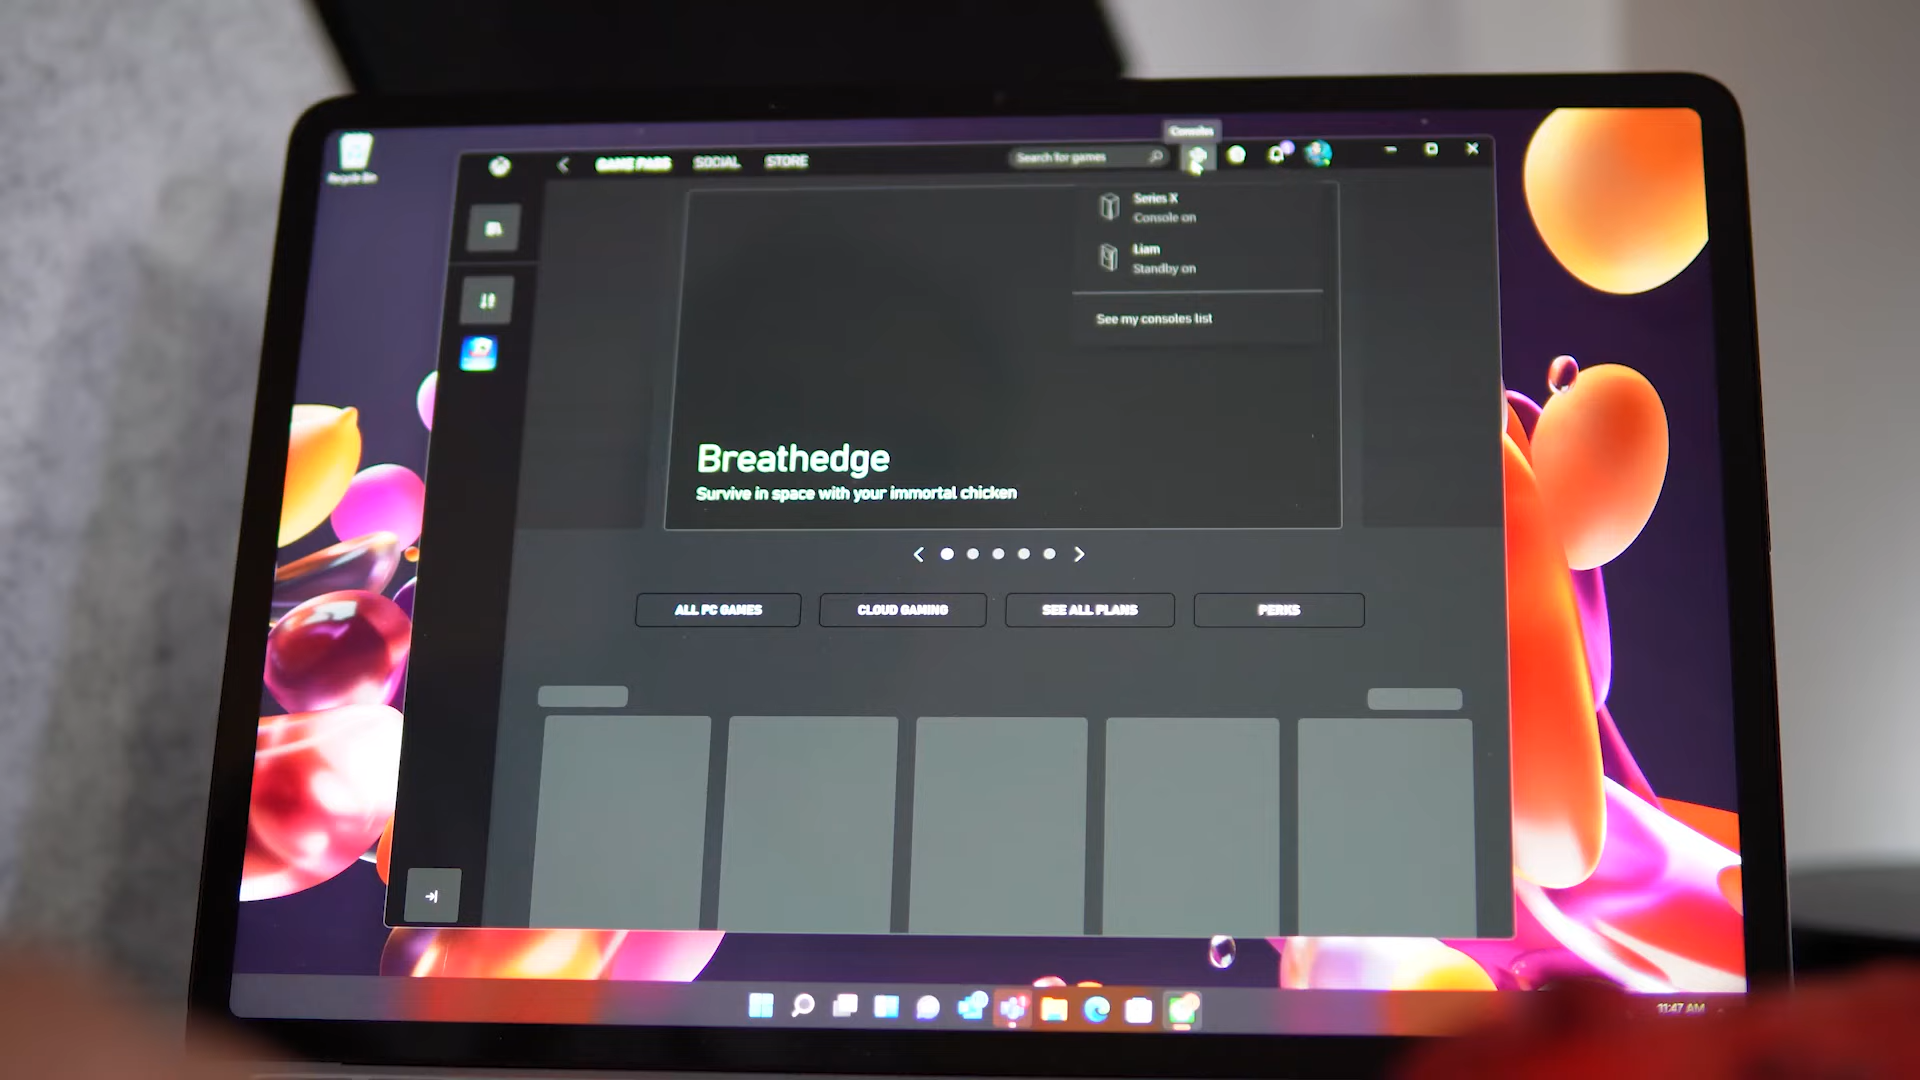 Recycle Bin
Consoles
GAME PASS
SOCIAL
STORE
Search for games
Series X
Console on
Liam
Standby on
See my consoles list
Breathedge
Survive in space with your immortal chicken
ALL PC GAMES
CLOUD GAMING
SEE ALL PLANS
PERKS
11:47 AM